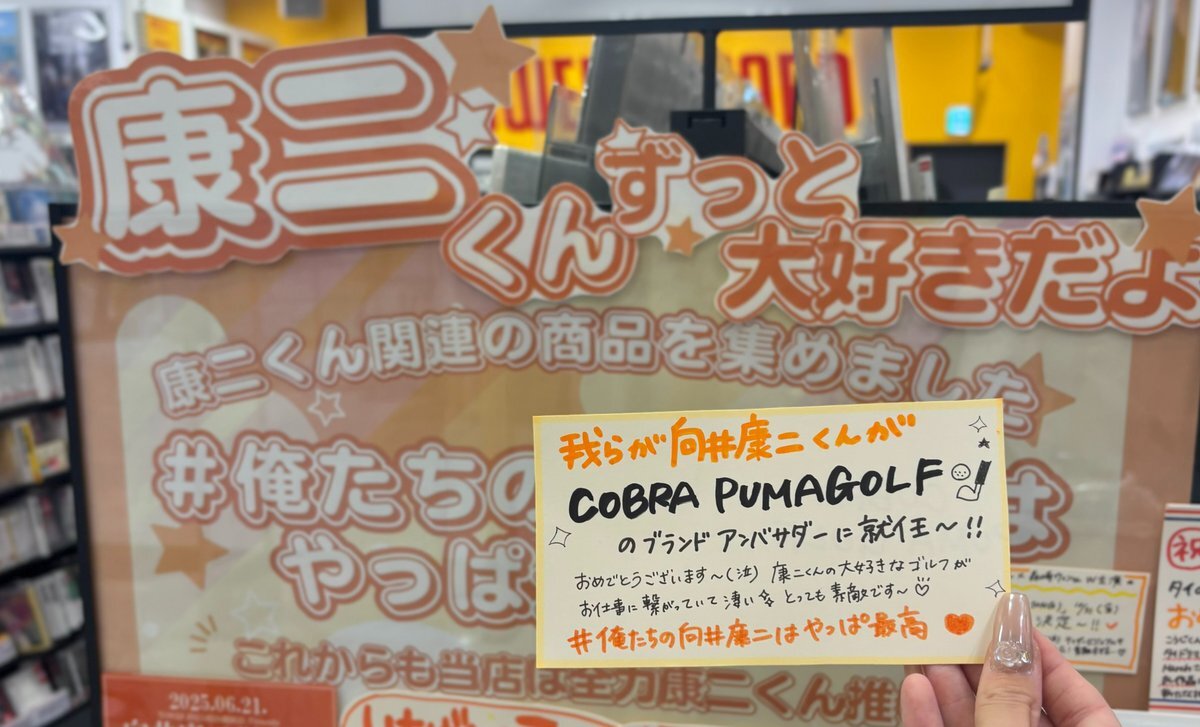 康二くんずっと大好きだよ
康二くん関連の商品を集めました
#俺たちの
は
やっぱ
これからも当店は全力康二くん推
2025.06.21.
我らが向井康二くんが
COBRA PUMAGOLF
のブランドアンバサダーに就任〜!!
おめでとうございます〜(泣) 康二くんの大好きなゴルフが
お仕事に繋がっていて凄い とっても素敵です〜
#俺たちの向井康二はやっぱ最高
決定〜!!
祝
タイ